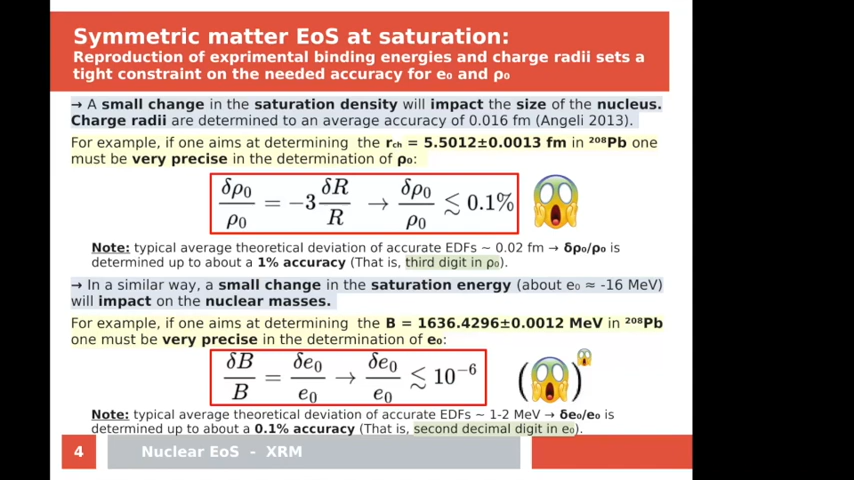 Symmetric matter EoS at saturation:
Reproduction of exprimental binding energies and charge radii sets a
tight constraint on the needed accuracy for e₀ and ρ₀
→ A small change in the saturation density will impact the size of the nucleus.
Charge radii are determined to an average accuracy of 0.016 fm (Angeli 2013).
For example, if one aims at determining the r_ch = 5.5012±0.0013 fm in ²⁰⁸Pb one
must be very precise in the determination of ρ₀:
δρ₀/ρ₀ = −3 δR/R → δρ₀/ρ₀ ≲ 0.1%
Note: typical average theoretical deviation of accurate EDFs ~ 0.02 fm → δρ₀/ρ₀ is
determined up to about a 1% accuracy (That is, third digit in ρ₀).
→ In a similar way, a small change in the saturation energy (about e₀ ≈ -16 MeV)
will impact on the nuclear masses.
For example, if one aims at determining the B = 1636.4296±0.0012 MeV in ²⁰⁸Pb
one must be very precise in the determination of e₀:
δB/B = δe₀/e₀ → δe₀/e₀ ≲ 10⁻⁶
Note: typical average theoretical deviation of accurate EDFs ~ 1-2 MeV → δe₀/e₀ is
determined up to about a 0.1% accuracy (That is, second decimal digit in e₀).
4 Nuclear EoS - XRM